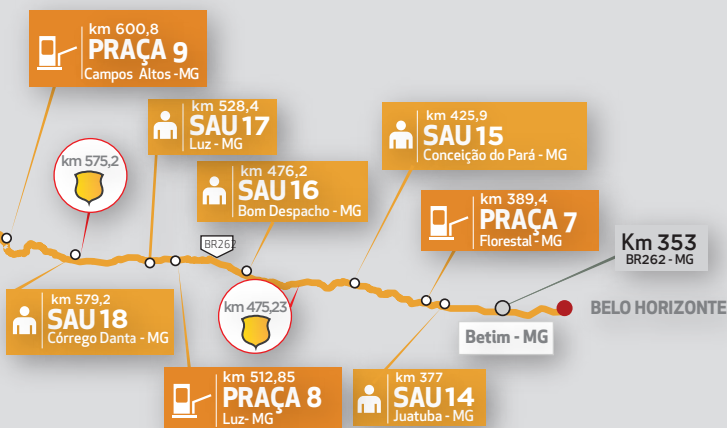 km 600,8
PRAÇA 9
Campos Altos - MG
km 528,4
SAU 17
Luz - MG
km 425,9
SAU 15
Conceição do Pará - MG
km 575,2
km 476,2
SAU 16
Bom Despacho - MG
km 389,4
PRAÇA 7
Florestal - MG
BR262
Km 353
BR262 - MG
km 579,2
SAU 18
Córrego Danta - MG
km 475,23
BELO HORIZONTE
Betim - MG
km 512,85
PRAÇA 8
Luz- MG
km 377
SAU 14
Juatuba - MG